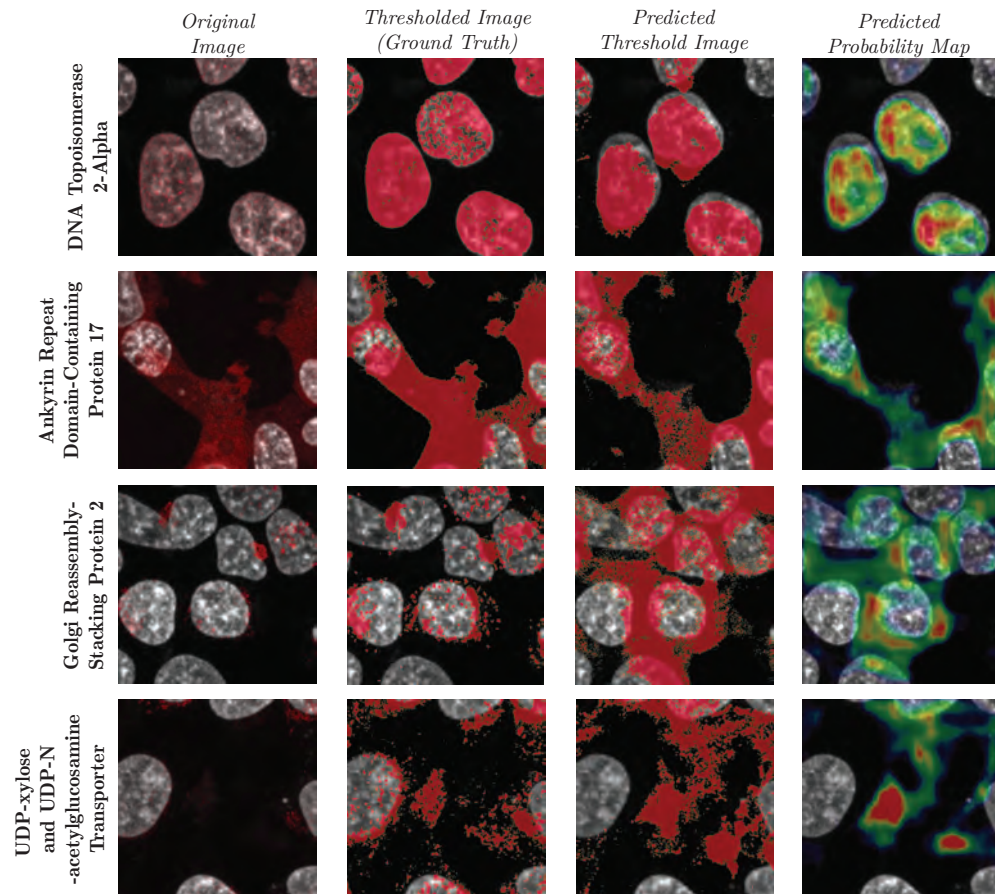 Original
Image
Thresholded Image
(Ground Truth)
Predicted
Threshold Image
Predicted
Probability Map
DNA Topoisomerase
2-Alpha
Ankyrin Repeat
Domain-Containing
Protein 17
Golgi Reassembly-
Stacking Protein 2
UDP-xylose
and UDP-N
-acetylglucosamine
Transporter